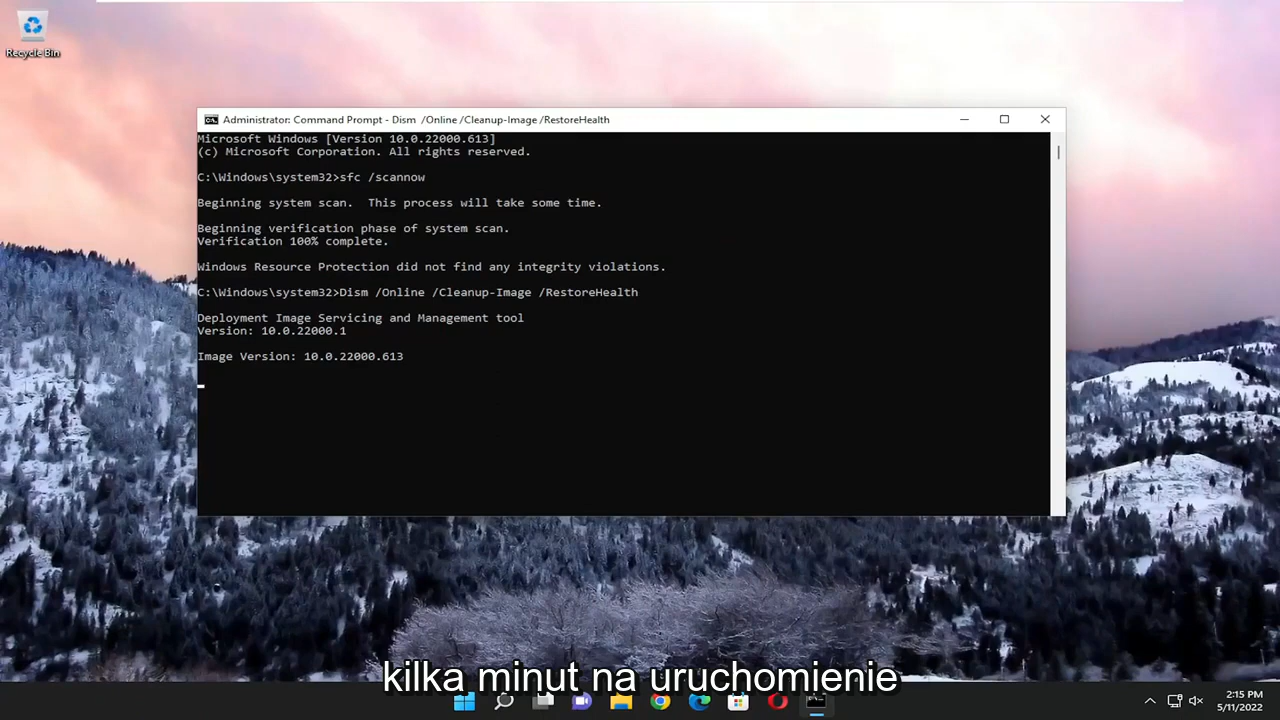 Recycle Bin
Administrator: Command Prompt - Dism  /Online /Cleanup-Image /RestoreHealth
Microsoft Windows [Version 10.0.22000.613]
(c) Microsoft Corporation. All rights reserved.
C:\Windows\system32>sfc /scannow
Beginning system scan.  This process will take some time.
Beginning verification phase of system scan.
Verification 100% complete.
Windows Resource Protection did not find any integrity violations.
C:\Windows\system32>Dism /Online /Cleanup-Image /RestoreHealth
Deployment Image Servicing and Management tool
Version: 10.0.22000.1
Image Version: 10.0.22000.613
kilka minut na uruchomienie
2:15 PM
5/11/2022